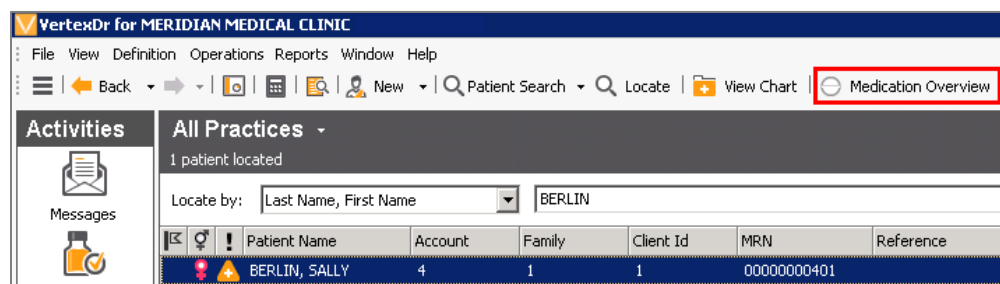 VertexDr for MERIDIAN MEDICAL CLINIC
File View Definition Operations Reports Window Help
Back New Patient Search Locate View Chart Medication Overview
Activities
All Practices
1 patient located
Messages
Locate by: Last Name, First Name BERLIN
! Patient Name Account Family Client Id MRN Reference
BERLIN, SALLY 4 1 1 00000000401